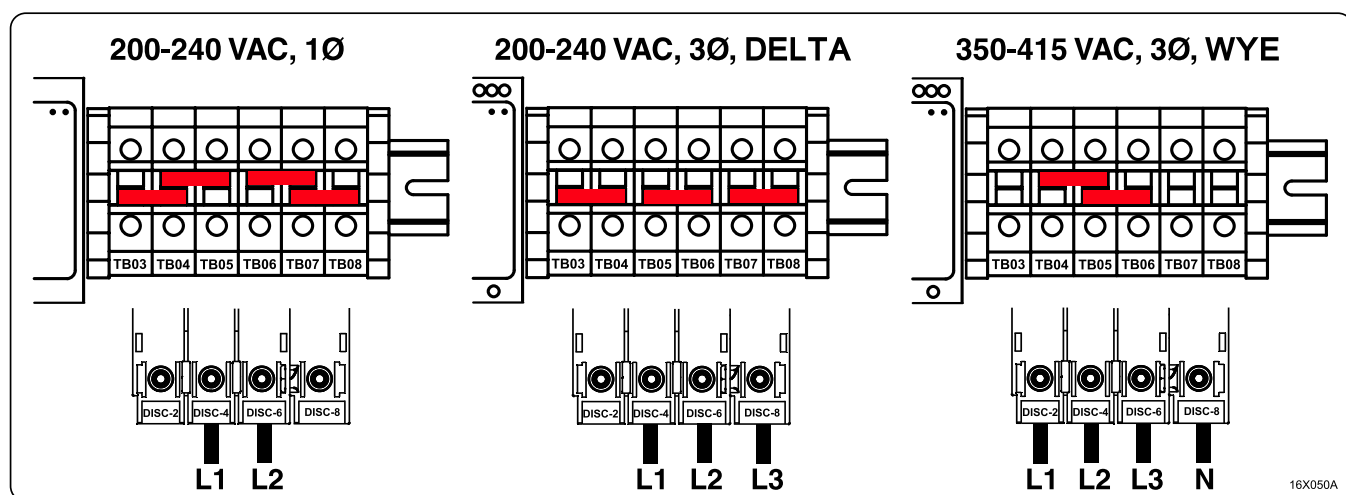 200-240 VAC, 1Ø
TB03 TB04 TB05 TB06 TB07 TB08
DISC-2 DISC-4 DISC-6 DISC-8
L1 L2
200-240 VAC, 3Ø, DELTA
TB03 TB04 TB05 TB06 TB07 TB08
DISC-2 DISC-4 DISC-6 DISC-8
L1 L2 L3
350-415 VAC, 3Ø, WYE
TB03 TB04 TB05 TB06 TB07 TB08
DISC-2 DISC-4 DISC-6 DISC-8
L1 L2 L3 N
16X050A